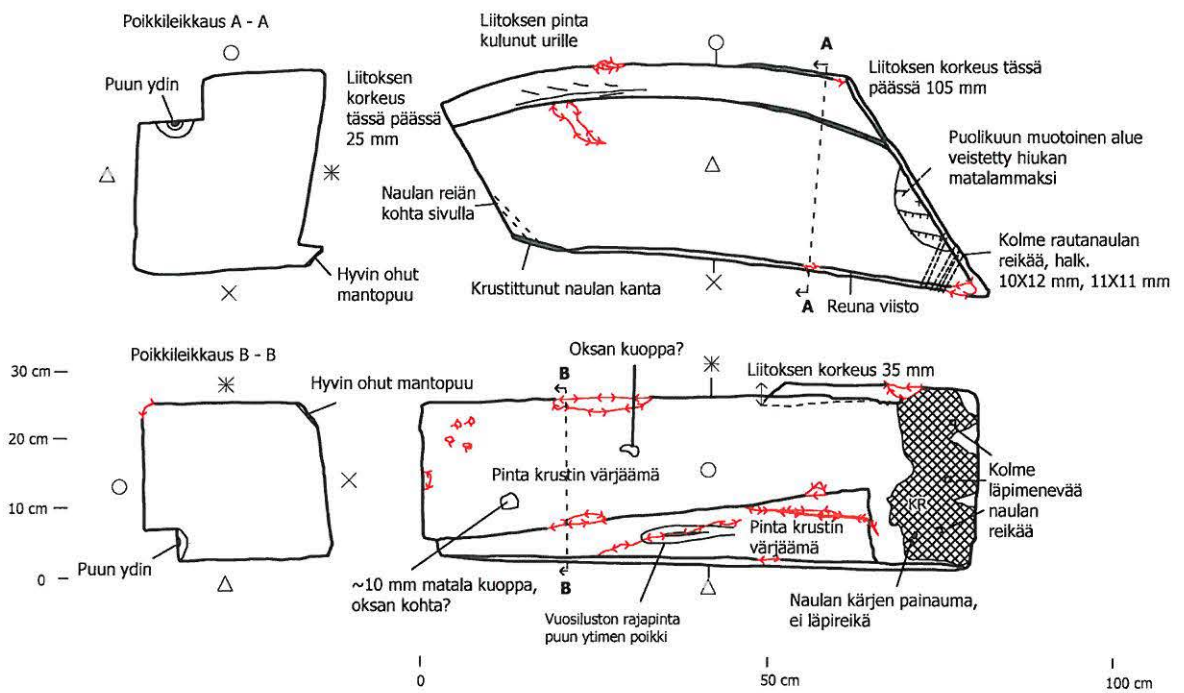 Poikkileikkaus A - A
Puun ydin
Liitoksen
korkeus
tässä päässä
25 mm
Hyvin ohut
mantopuu
Liitoksen pinta
kulunut urille
A
Liitoksen korkeus tässä
päässä 105 mm
Puolikuun muotoinen alue
veistetty hiukan
matalammaksi
Naulan reiän
kohta sivulla
Krustittunut naulan kanta
A
Reuna viisto
Kolme rautanaulan
reikää, halk.
10X12 mm, 11X11 mm
Poikkileikkaus B - B
Hyvin ohut mantopuu
Puun ydin
30 cm
20 cm
10 cm
0
Oksan kuoppa?
B
Liitoksen korkeus 35 mm
Pinta krustin värjäämä
KR
Kolme
läpimenevää
naulan
reikää
Pinta krustin
värjäämä
~10 mm matala kuoppa,
oksan kohta?
B
Vuosiluston rajapinta
puun ytimen poikki
Naulan kärjen painauma,
ei läpireikä
0
50 cm
100 cm